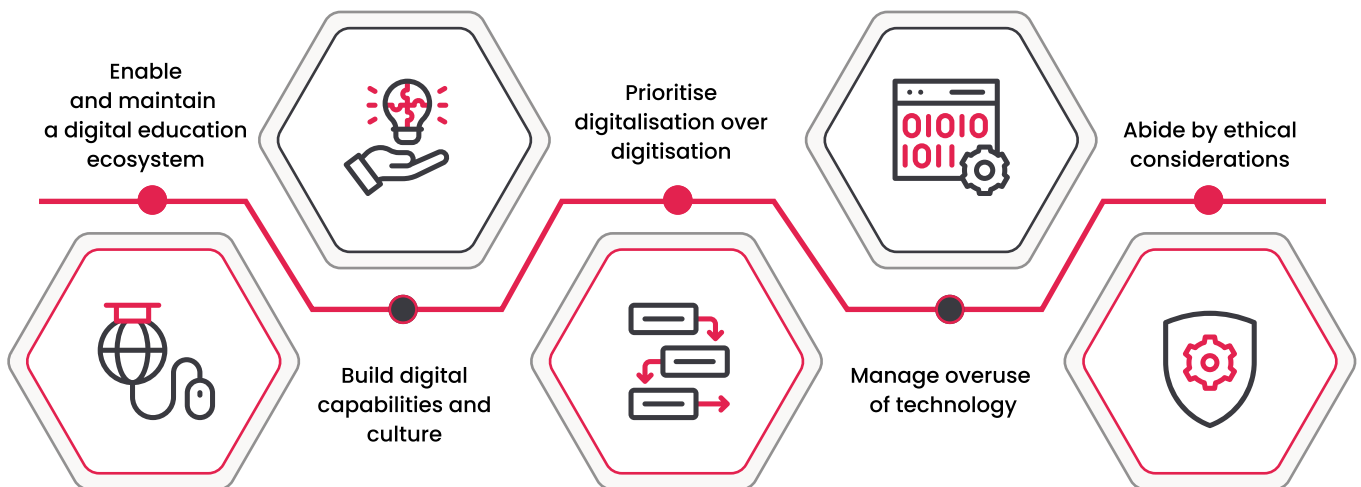 Enable
and maintain
a digital education
ecosystem
Build digital
capabilities and
culture
Prioritise
digitalisation over
digitisation
01010
1011
Manage overuse
of technology
Abide by ethical
considerations